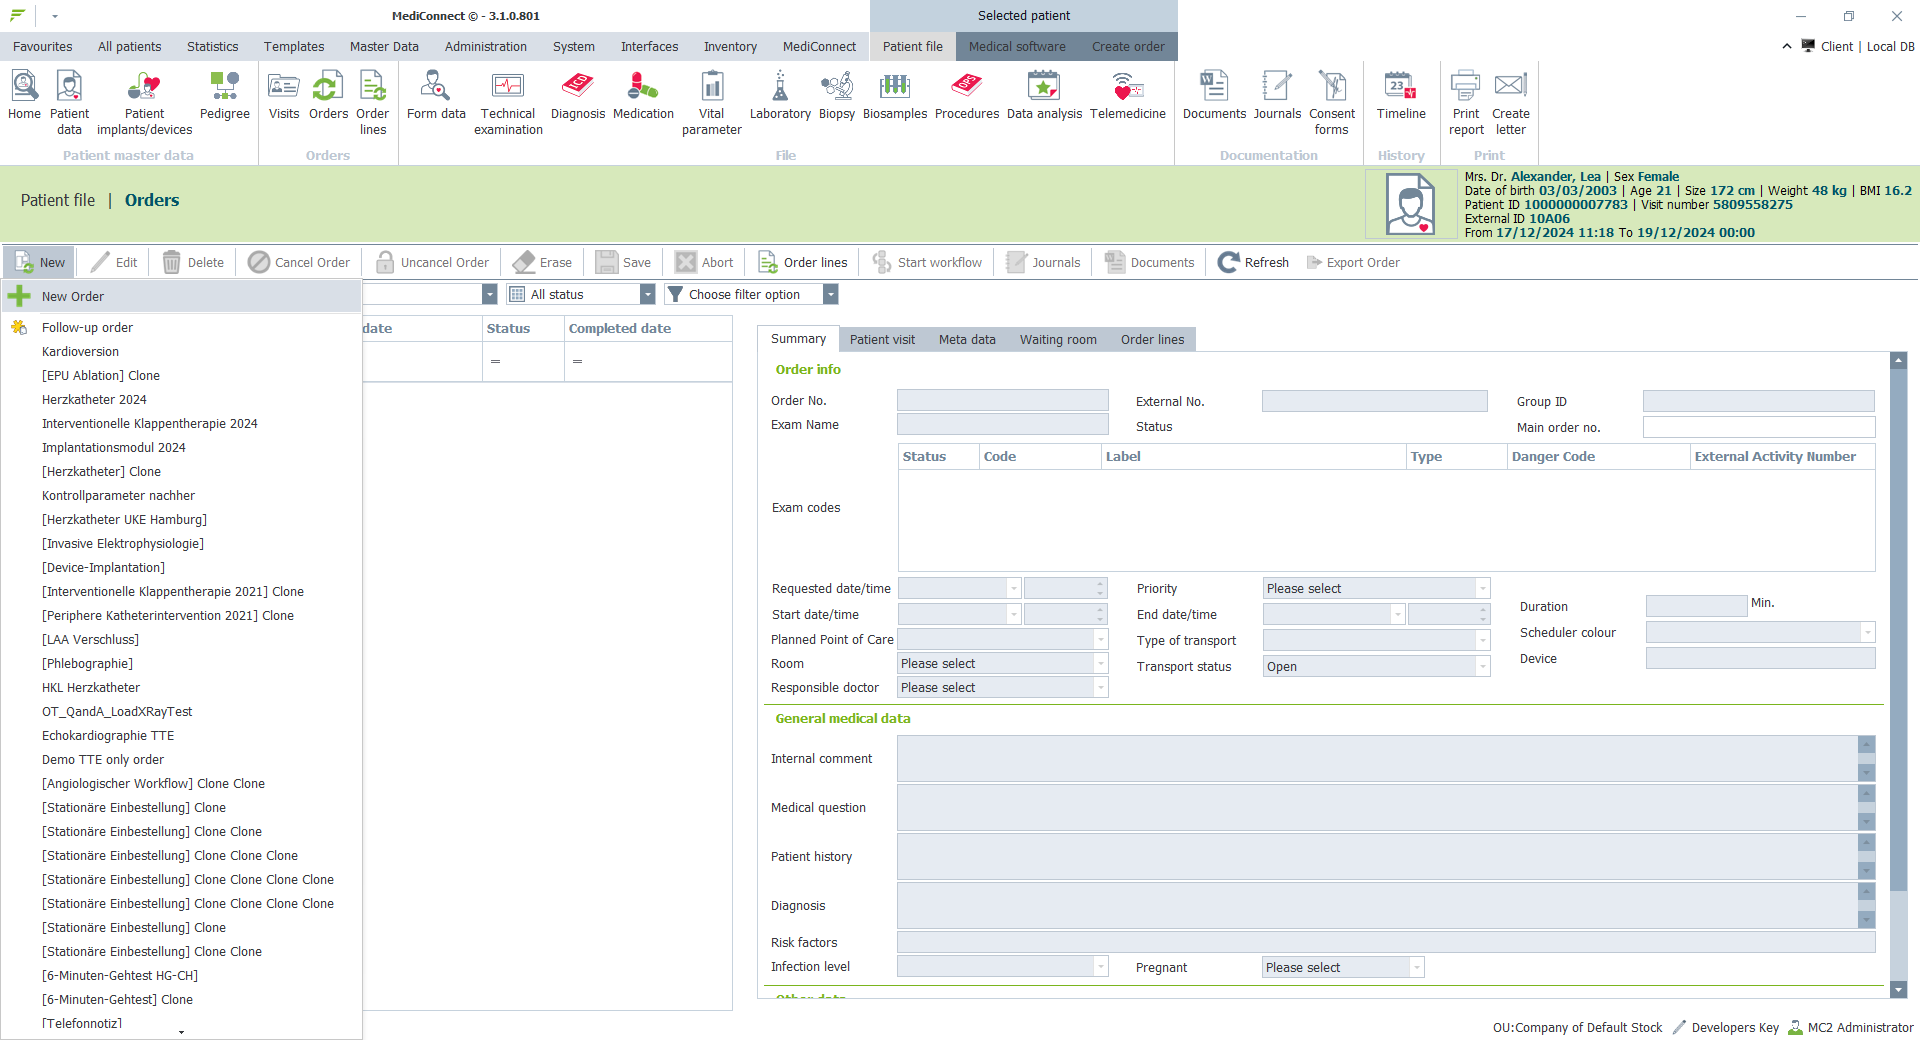 MediConnect © - 3.1.0.801
Selected patient
Favourites All patients Statistics Templates Master Data Administration System Interfaces Inventory MediConnect Patient file Medical software Create order
Client | Local DB
Home
Patient data
Patient implants/devices
Pedigree
Visits
Orders
Order lines
Form data
Technical examination
Diagnosis
Medication
Vital parameter
Laboratory
Biopsy
Biosamples
Procedures
Data analysis
Telemedicine
Documents
Journals
Consent forms
Timeline
Print report
Create letter
Patient master data Orders File Documentation History Print
Patient file | Orders
Mrs. Dr. Alexander, Lea | Sex Female
Date of birth 03/03/2003 | Age 21 | Size 172 cm | Weight 48 kg | BMI 16.2
Patient ID 1000000007783 | Visit number 5809558275
External ID 10A06
From 17/12/2024 11:18 To 19/12/2024 00:00
New Edit Delete Cancel Order Uncancel Order Erase Save Abort Order lines Start workflow Journals Documents Refresh Export Order
All status Choose filter option
date Status Completed date
= =
New Order
Follow-up order
Kardioversion
[EPU Ablation] Clone
Herzkatheter 2024
Interventionelle Klappentherapie 2024
Implantationsmodul 2024
[Herzkatheter] Clone
Kontrollparameter nachher
[Herzkatheter UKE Hamburg]
[Invasive Elektrophysiologie]
[Device-Implantation]
[Interventionelle Klappentherapie 2021] Clone
[Periphere Katheterintervention 2021] Clone
[LAA Verschluss]
[Phlebographie]
HKL Herzkatheter
OT_QandA_LoadXRayTest
Echokardiographie TTE
Demo TTE only order
[Angiologischer Workflow] Clone Clone
[Stationäre Einbestellung] Clone
[Stationäre Einbestellung] Clone Clone
[Stationäre Einbestellung] Clone Clone Clone
[Stationäre Einbestellung] Clone Clone Clone Clone
[Stationäre Einbestellung] Clone Clone Clone Clone
[Stationäre Einbestellung] Clone
[Stationäre Einbestellung] Clone Clone
[6-Minuten-Gehtest HG-CH]
[6-Minuten-Gehtest] Clone
[Telefonnotiz]
Summary Patient visit Meta data Waiting room Order lines
Order info
Order No. External No. Group ID
Exam Name Status Main order no.
Status Code Label Type Danger Code External Activity Number
Exam codes
Requested date/time Priority Please select
Duration Min.
Start date/time End date/time
Scheduler colour
Planned Point of Care Type of transport
Device
Room Please select Transport status Open
Responsible doctor Please select
General medical data
Internal comment
Medical question
Patient history
Diagnosis
Risk factors
Infection level Pregnant Please select
Other data
OU:Company of Default Stock Developers Key MC2 Administrator